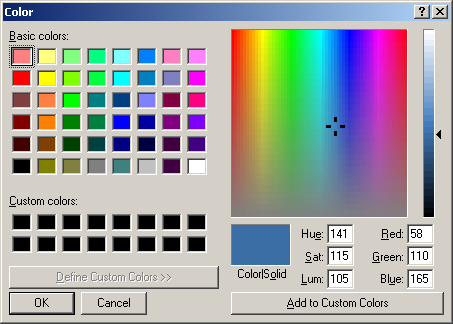 Color
Basic colors:
Custom colors:
Define Custom Colors >>
OK Cancel
Hue: 141 Red: 58
Sat: 115 Green: 110
Color|Solid Lum: 105 Blue: 165
Add to Custom Colors